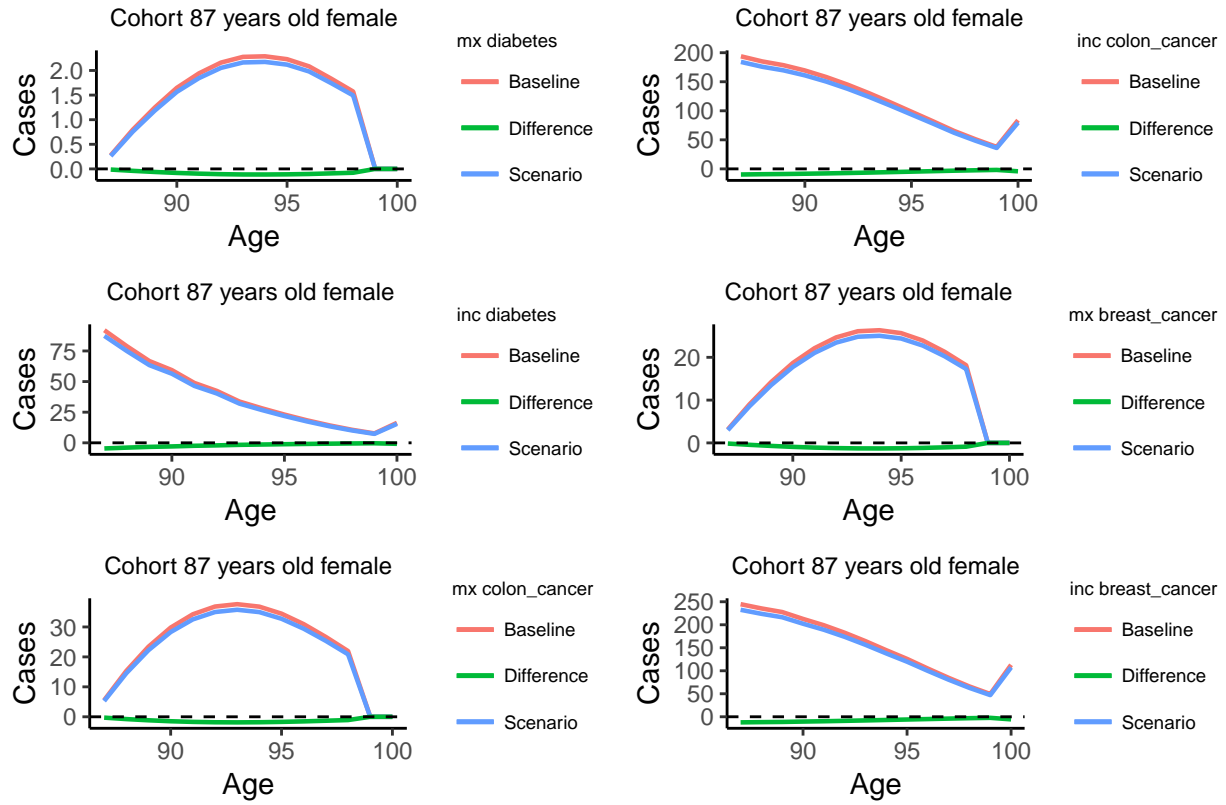 Cohort 87 years old female
Cases
2.0
1.5
1.0
0.5
0.0
90 95 100
Age
mx diabetes
Baseline
Difference
Scenario
Cohort 87 years old female
Cases
200
150
100
50
0
90 95 100
Age
inc colon_cancer
Baseline
Difference
Scenario
Cohort 87 years old female
Cases
75
50
25
0
90 95 100
Age
inc diabetes
Baseline
Difference
Scenario
Cohort 87 years old female
Cases
20
10
0
90 95 100
Age
mx breast_cancer
Baseline
Difference
Scenario
Cohort 87 years old female
Cases
30
20
10
0
90 95 100
Age
mx colon_cancer
Baseline
Difference
Scenario
Cohort 87 years old female
Cases
250
200
150
100
50
0
90 95 100
Age
inc breast_cancer
Baseline
Difference
Scenario